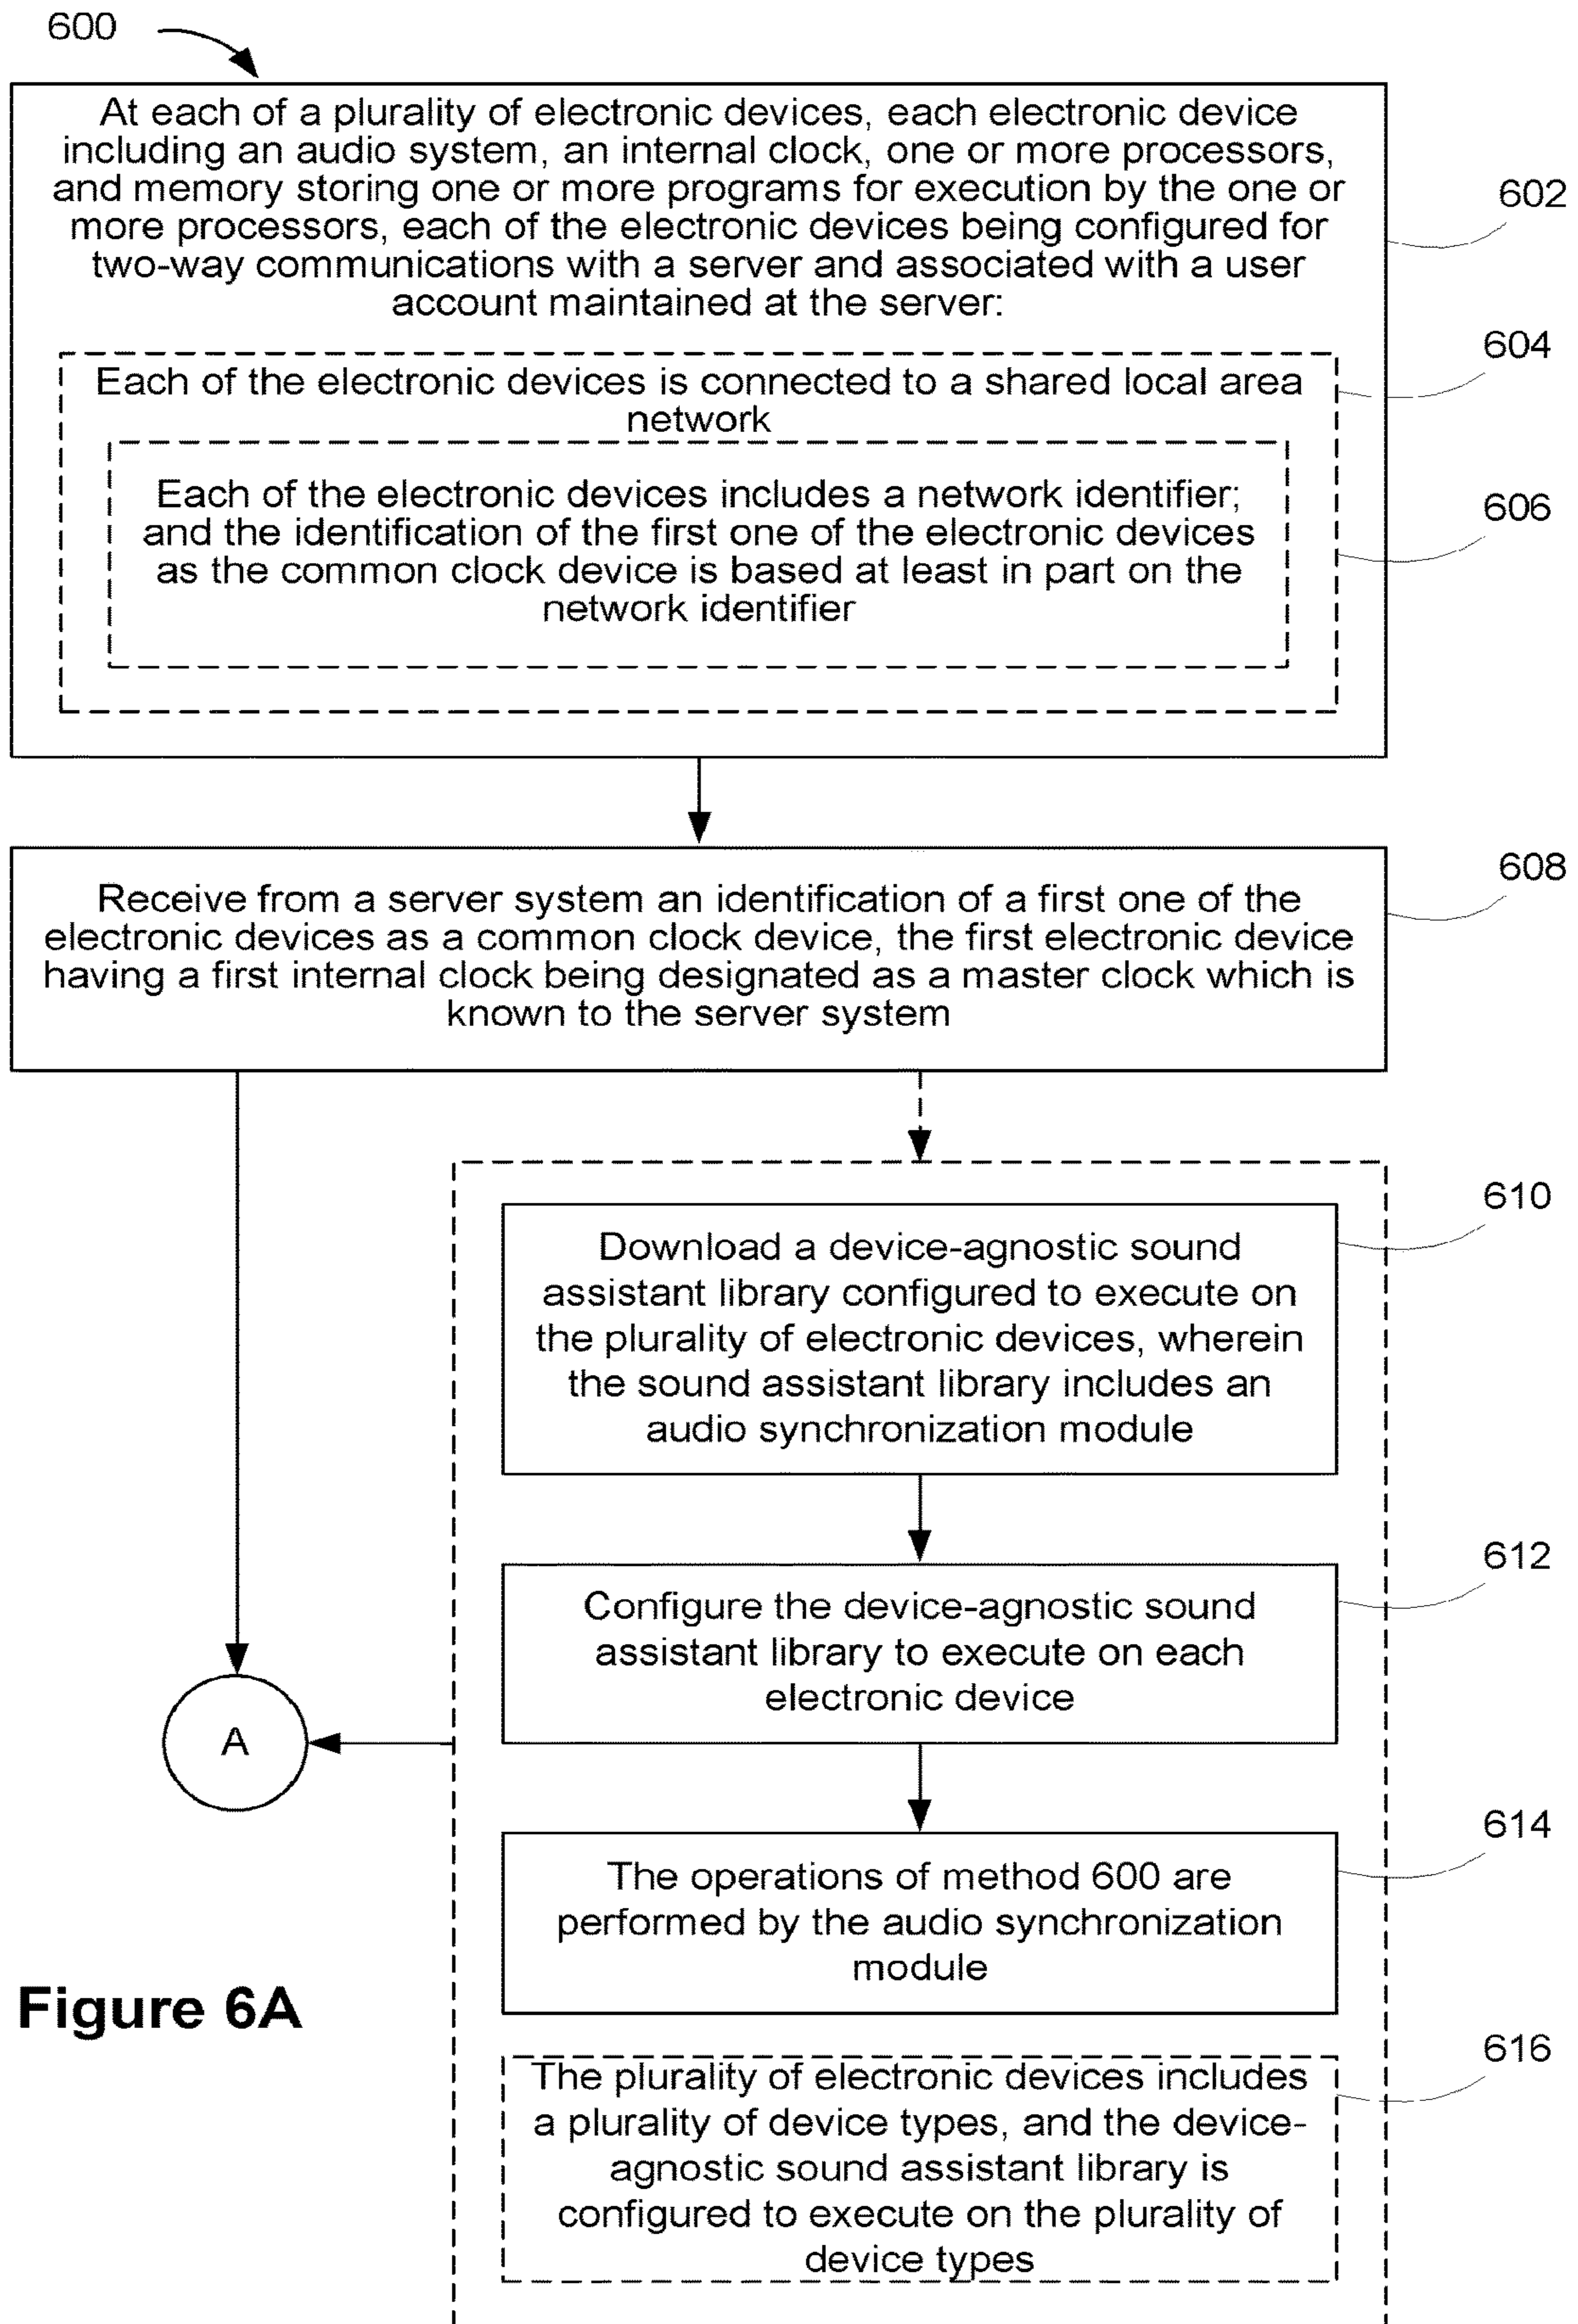 600
At each of a plurality of electronic devices, each electronic device
including an audio system, an internal clock, one or more processors,
and memory storing one or more programs for execution by the one or
more processors, each of the electronic devices being configured for
two-way communications with a server and associated with a user
account maintained at the server:
602
Each of the electronic devices is connected to a shared local area
network
604
Each of the electronic devices includes a network identifier;
and the identification of the first one of the electronic devices
as the common clock device is based at least in part on the
network identifier
606
Receive from a server system an identification of a first one of the
electronic devices as a common clock device, the first electronic device
having a first internal clock being designated as a master clock which is
known to the server system
608
Download a device-agnostic sound
assistant library configured to execute on
the plurality of electronic devices, wherein
the sound assistant library includes an
audio synchronization module
610
Configure the device-agnostic sound
assistant library to execute on each
electronic device
612
A
The operations of method 600 are
performed by the audio synchronization
module
614
Figure 6A
The plurality of electronic devices includes
a plurality of device types, and the device-
agnostic sound assistant library is
configured to execute on the plurality of
device types
616